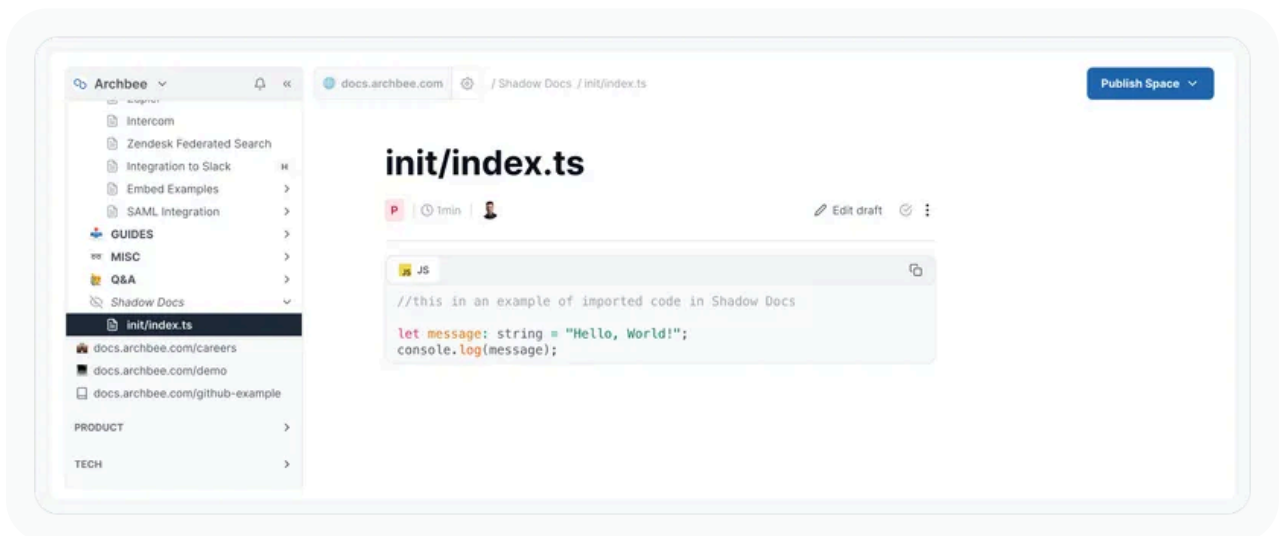 Archbee
docs.archbee.com
/ Shadow Docs / init/index.ts
Publish Space
Zapier
Intercom
Zendesk Federated Search
Integration to Slack
H
Embed Examples
SAML Integration
GUIDES
MISC
Q&A
Shadow Docs
init/index.ts
docs.archbee.com/careers
docs.archbee.com/demo
docs.archbee.com/github-example
PRODUCT
TECH
init/index.ts
P
1min
Edit draft
JS JS
//this in an example of imported code in Shadow Docs
let message: string = "Hello, World!";
console.log(message);